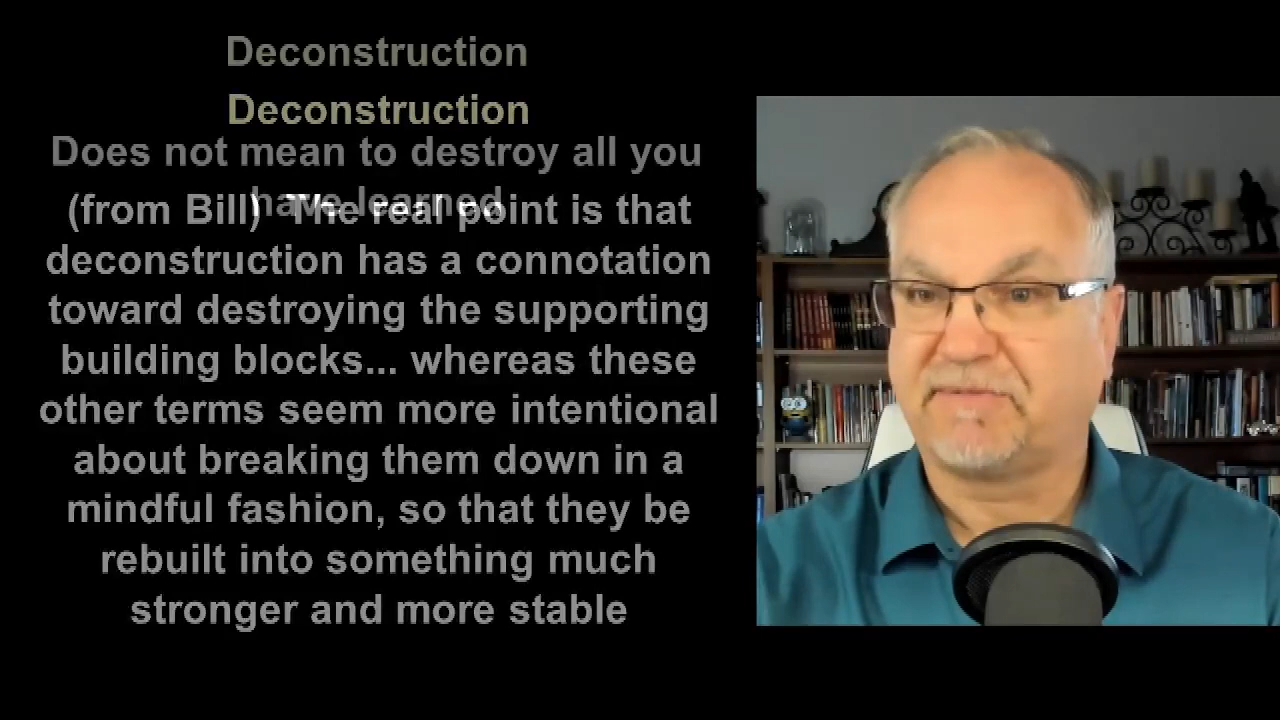 Deconstruction
Deconstruction
Does not mean to destroy all you
have learned
(from Bill) The real point is that
deconstruction has a connotation
toward destroying the supporting
building blocks... whereas these
other terms seem more intentional
about breaking them down in a
mindful fashion, so that they be
rebuilt into something much
stronger and more stable